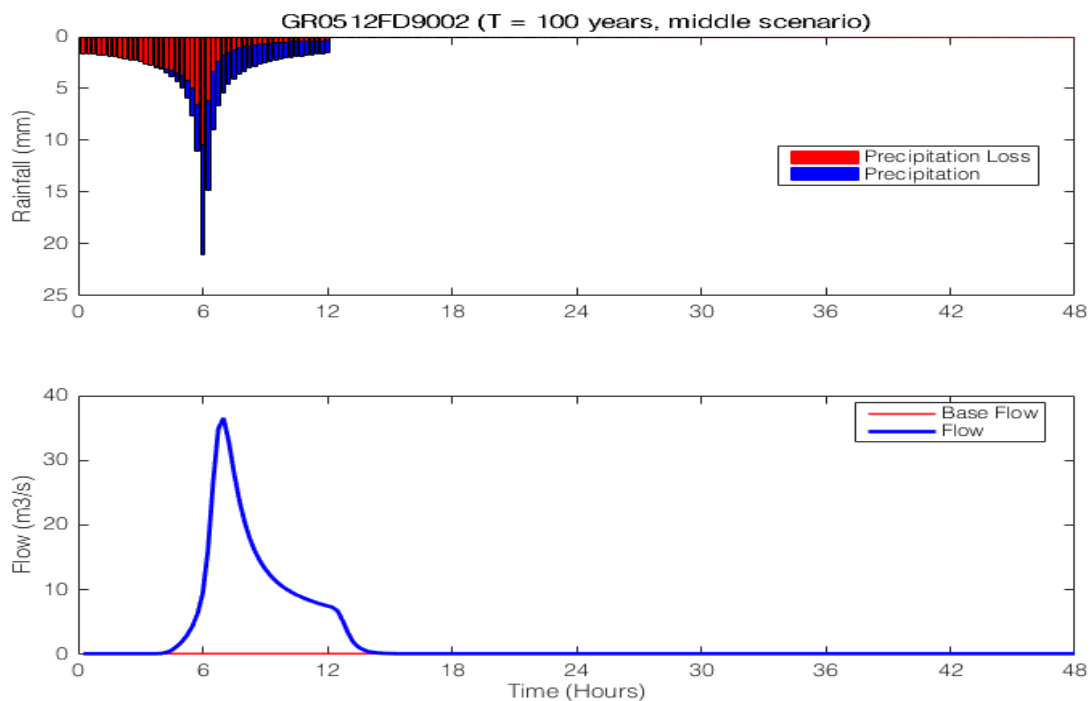 GR0512FD9002 (T = 100 years, middle scenario)
0
5
10
15
20
25
Rainfall (mm)
Precipitation Loss
Precipitation
0 6 12 18 24 30 36 42 48
40
30
20
10
0
Flow (m3/s)
Base Flow
Flow
0 6 12 18 24 30 36 42 48
Time (Hours)